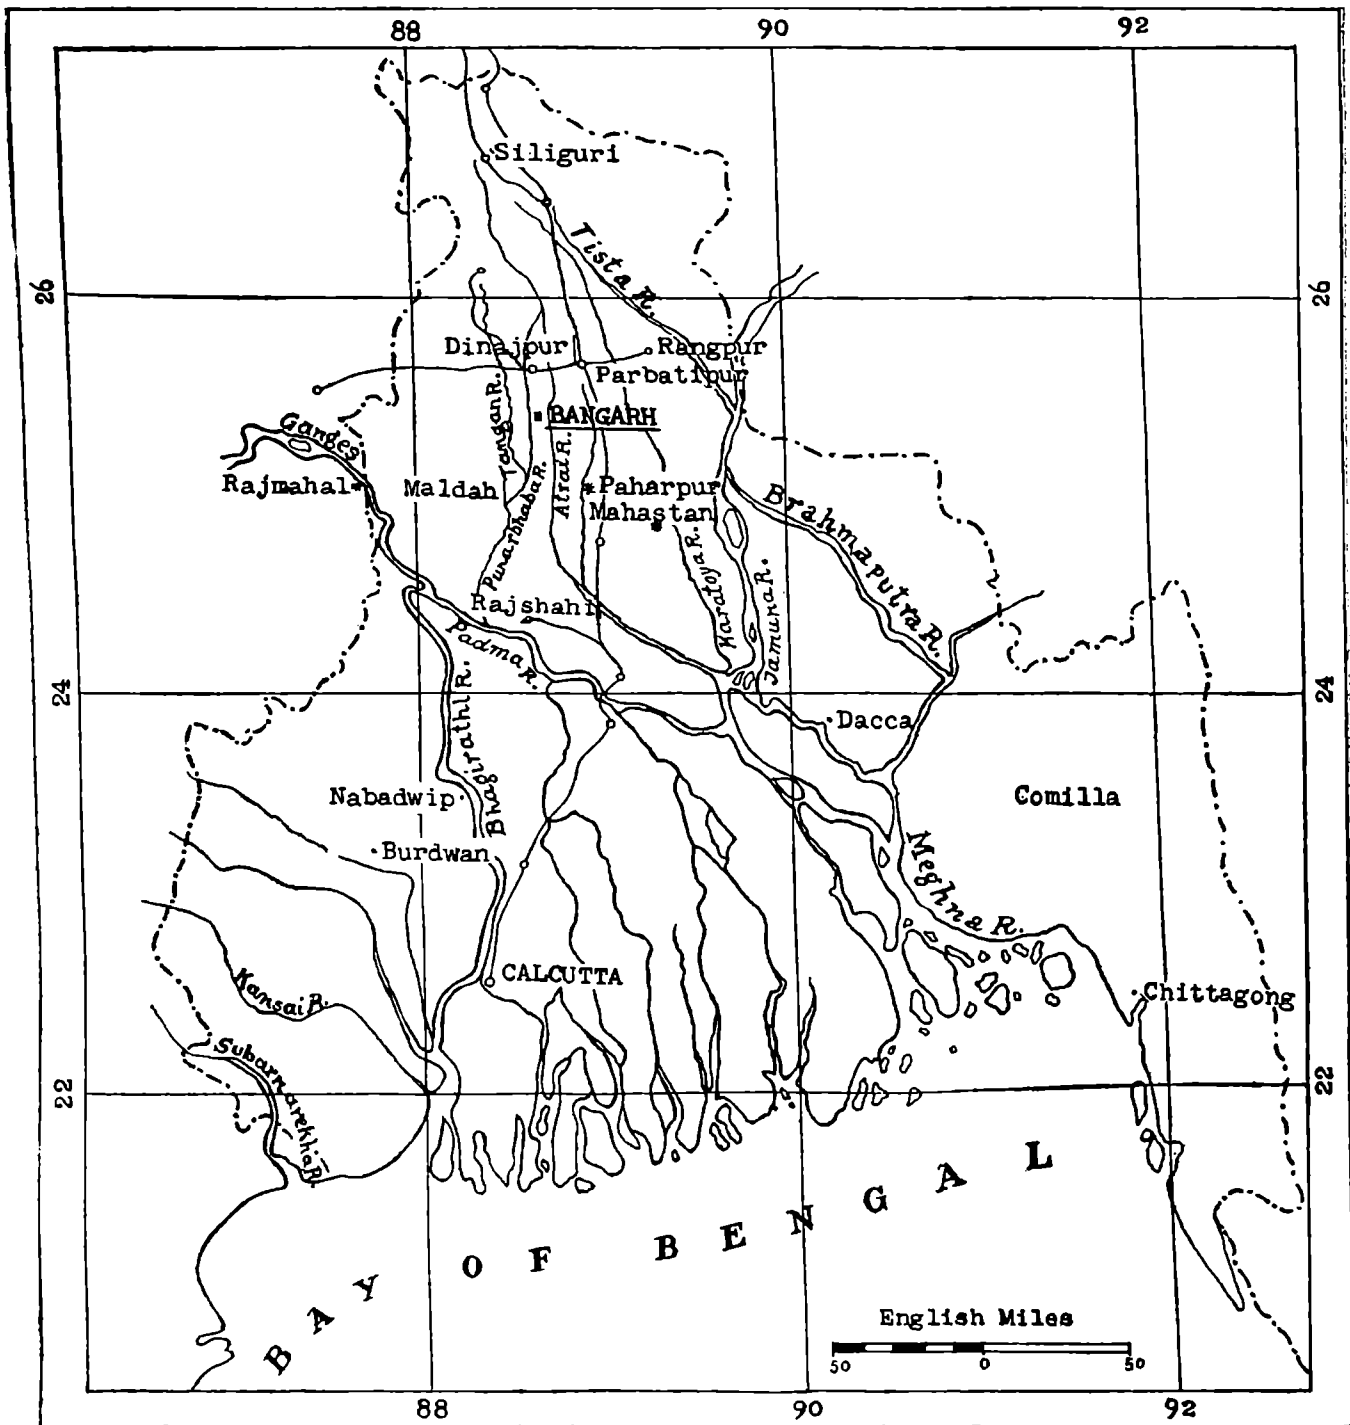 88 90 92
Siliguri
Tista R.
26 26
Dinajpur
Rangpur
Parbatipur
Tangan R.
BANGARH
Ganges
Atrai R.
Rajmahal
Maldah
Purarbhaba R.
Paharpur
Mahastan
Brahmaputra R.
Karatoya R.
Jamuna R.
Rajshahi
Padma R.
24 24
Bhagirathi R.
Dacca
Nabadwip
Comilla
Burdwan
Meghna R.
CALCUTTA
Kansai R.
Chittagong
Subarnarekha R.
22 22
BAY OF BENGAL
English Miles
50 0 50
88 90 92